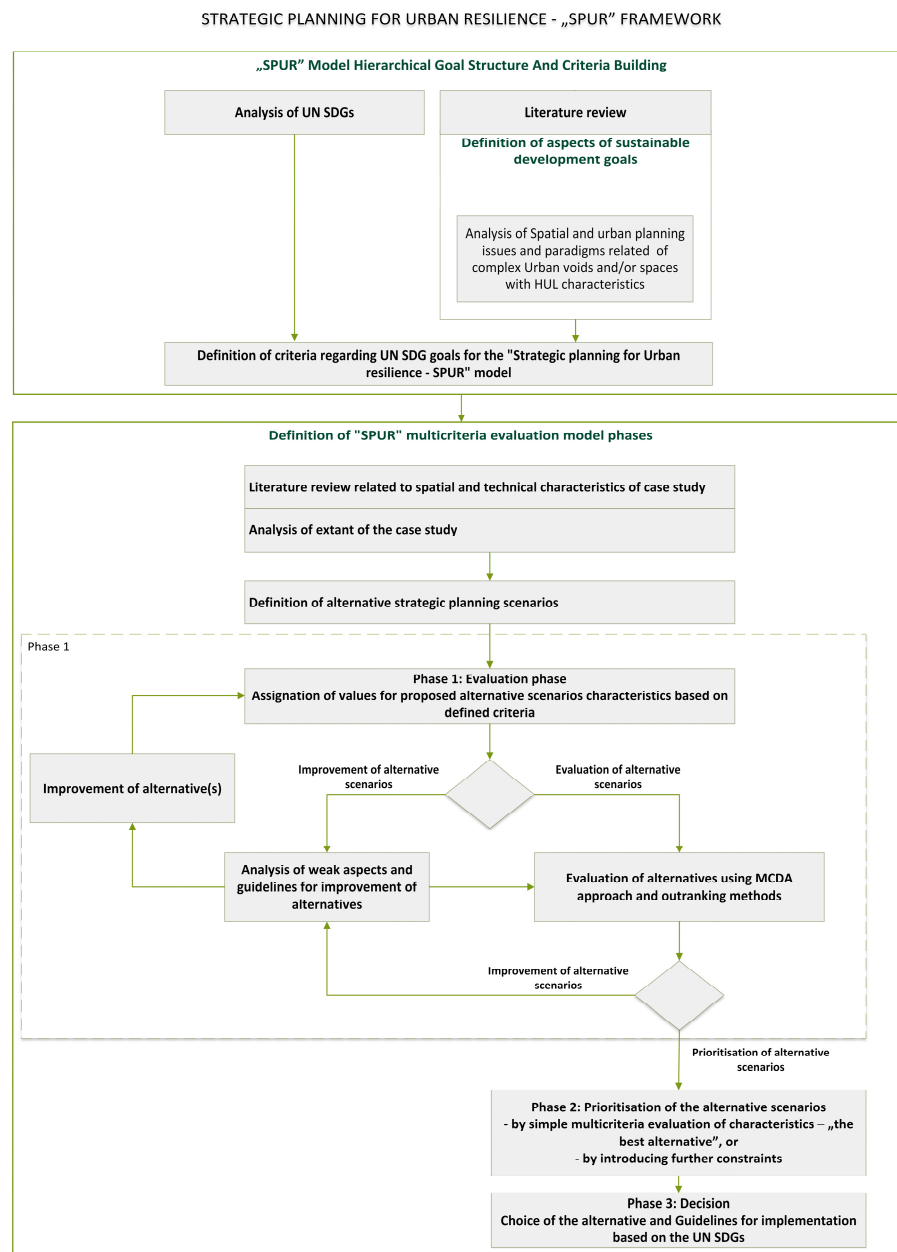 STRATEGIC PLANNING FOR URBAN RESILIENCE - „SPUR” FRAMEWORK
„SPUR” Model Hierarchical Goal Structure And Criteria Building
Analysis of UN SDGs
Literature review
Definition of aspects of sustainable
development goals
Analysis of Spatial and urban planning
issues and paradigms related  of
complex Urban voids and/or spaces
with HUL characteristics
Definition of criteria regarding UN SDG goals for the "Strategic planning for Urban
resilience - SPUR" model
Definition of "SPUR" multicriteria evaluation model phases
Literature review related to spatial and technical characteristics of case study
Analysis of extant of the case study
Definition of alternative strategic planning scenarios
Phase 1
Phase 1: Evaluation phase
Assignation of values for proposed alternative scenarios characteristics based on
defined criteria
Improvement of alternative
scenarios
Evaluation of alternative
scenarios
Improvement of alternative(s)
Analysis of weak aspects and
guidelines for improvement of
alternatives
Evaluation of alternatives using MCDA
approach and outranking methods
Improvement of alternative
scenarios
Prioritisation of alternative
scenarios
Phase 2: Prioritisation of the alternative scenarios
- by simple multicriteria evaluation of characteristics – „the
best alternative”, or
- by introducing further constraints
Phase 3: Decision
Choice of the alternative and Guidelines for implementation
based on the UN SDGs